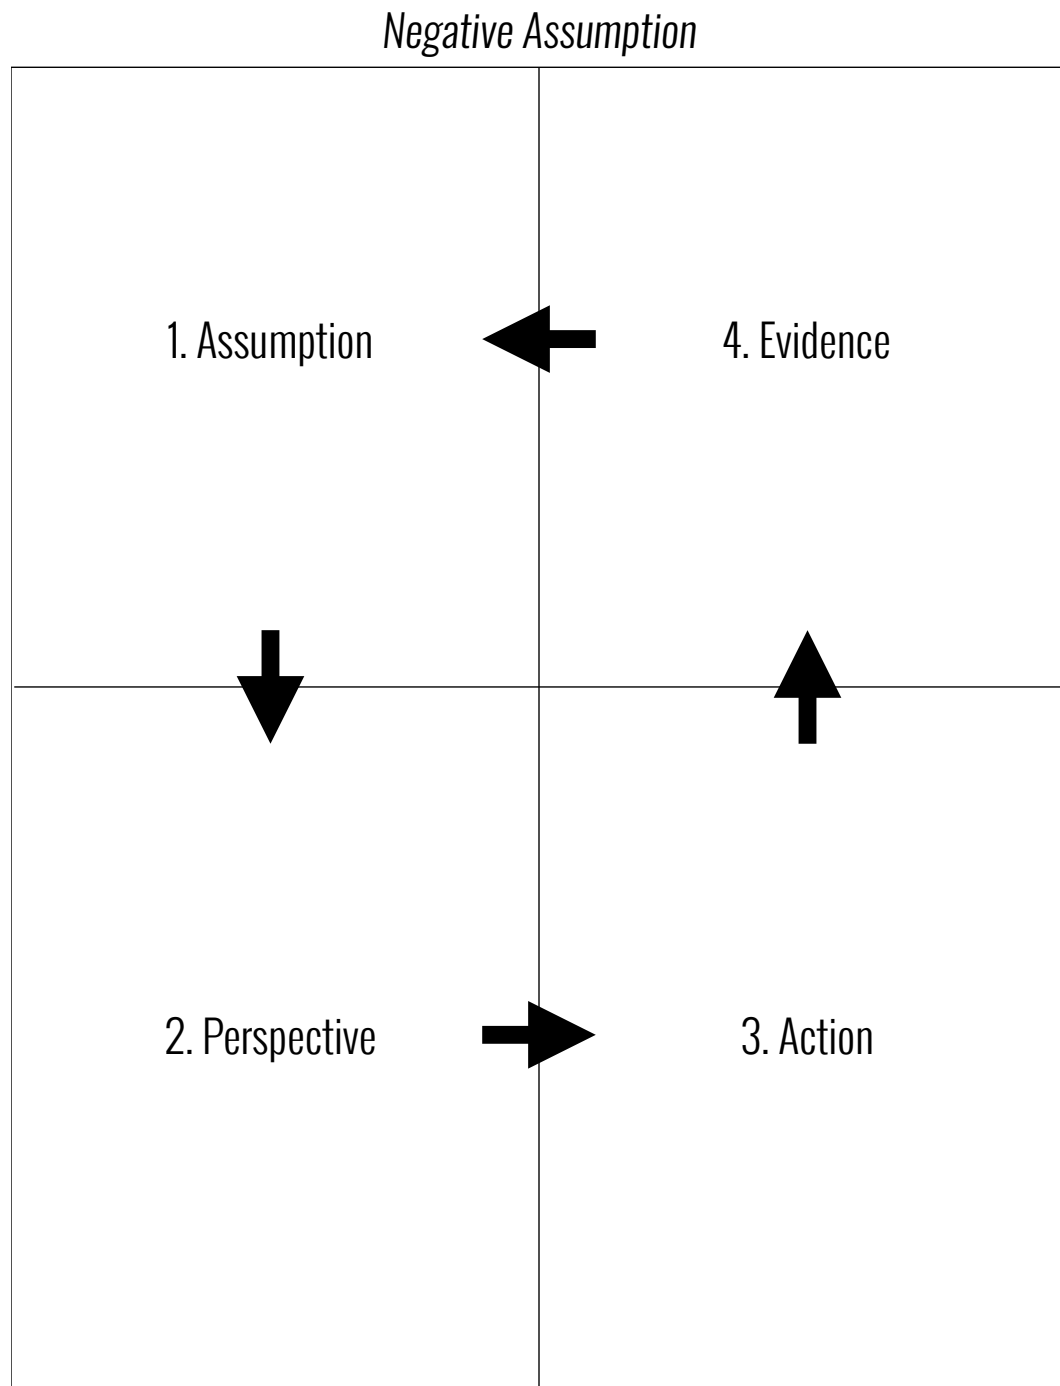 Negative Assumption
1. Assumption
4. Evidence
2. Perspective
3. Action